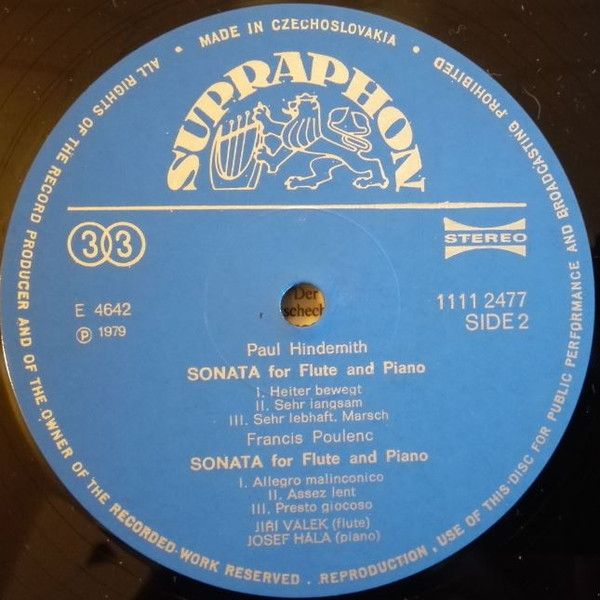 MADE IN CZECHOSLOVAKIA •
ALL RIGHTS OF THE RECORD PRODUCER AND OF THE OWNER OF THE RECORDED WORK RESERVED . REPRODUCTION, USE OF THIS DISC FOR PUBLIC PERFORMANCE AND BROADCASTING PROHIBITED •
SUPRAPHON
33
STEREO
E 4642
Ⓟ 1979
1111 2477
SIDE 2
Der
schech
Paul Hindemith
SONATA for Flute and Piano
I. Heiter bewegt
II. Sehr langsam
III. Sehr lebhaft. Marsch
Francis Poulenc
SONATA for Flute and Piano
I. Allegro malinconico
II. Assez lent
III. Presto giocoso
JIŘÍ VÁLEK (flute)
JOSEF HÁLA (piano)